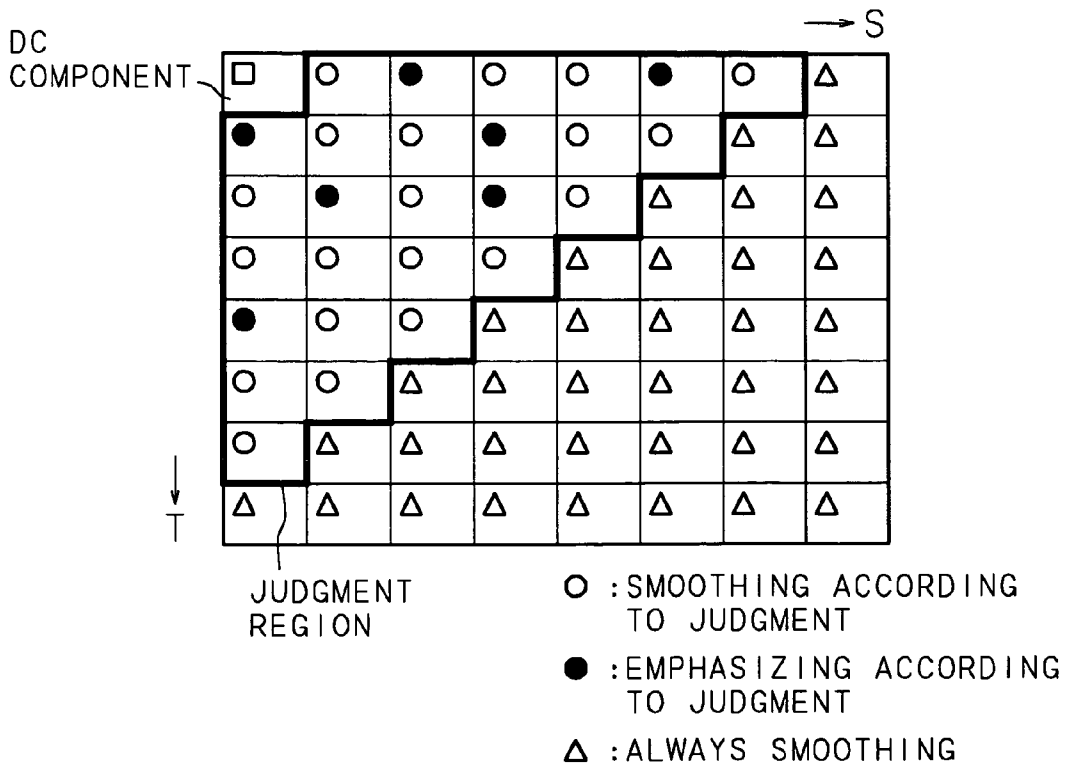 → S
DC
COMPONENT
□ ○ ● ○ ○ ● ○ △
● ○ ○ ● ○ ○ △ △
○ ● ○ ● ○ △ △ △
○ ○ ○ ○ △ △ △ △
● ○ ○ △ △ △ △ △
○ ○ △ △ △ △ △ △
○ △ △ △ △ △ △ △
△ △ △ △ △ △ △ △
↓
T
JUDGMENT
REGION
○ :SMOOTHING ACCORDING
TO JUDGMENT
● :EMPHASIZING ACCORDING
TO JUDGMENT
△ :ALWAYS SMOOTHING